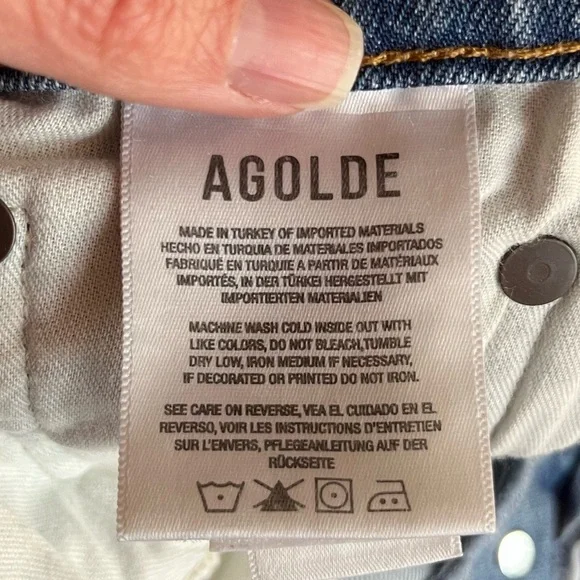 AGOLDE
MADE IN TURKEY OF IMPORTED MATERIALS
HECHO EN TURQUIA DE MATERIALES IMPORTADOS
FABRIQUÉ EN TURQUIE A PARTIR DE MATÉRIAUX
IMPORTÉS, IN DER TÜRKEI HERGESTELLT MIT
IMPORTIERTEN MATERIALIEN
MACHINE WASH COLD INSIDE OUT WITH
LIKE COLORS, DO NOT BLEACH,TUMBLE
DRY LOW, IRON MEDIUM IF NECESSARY,
IF DECORATED OR PRINTED DO NOT IRON.
SEE CARE ON REVERSE, VEA EL CUIDADO EN EL
REVERSO, VOIR LES INSTRUCTIONS D'ENTRETIEN
SUR L'ENVERS, PFLEGEANLEITUNG AUF DER
RÜCKSEITE